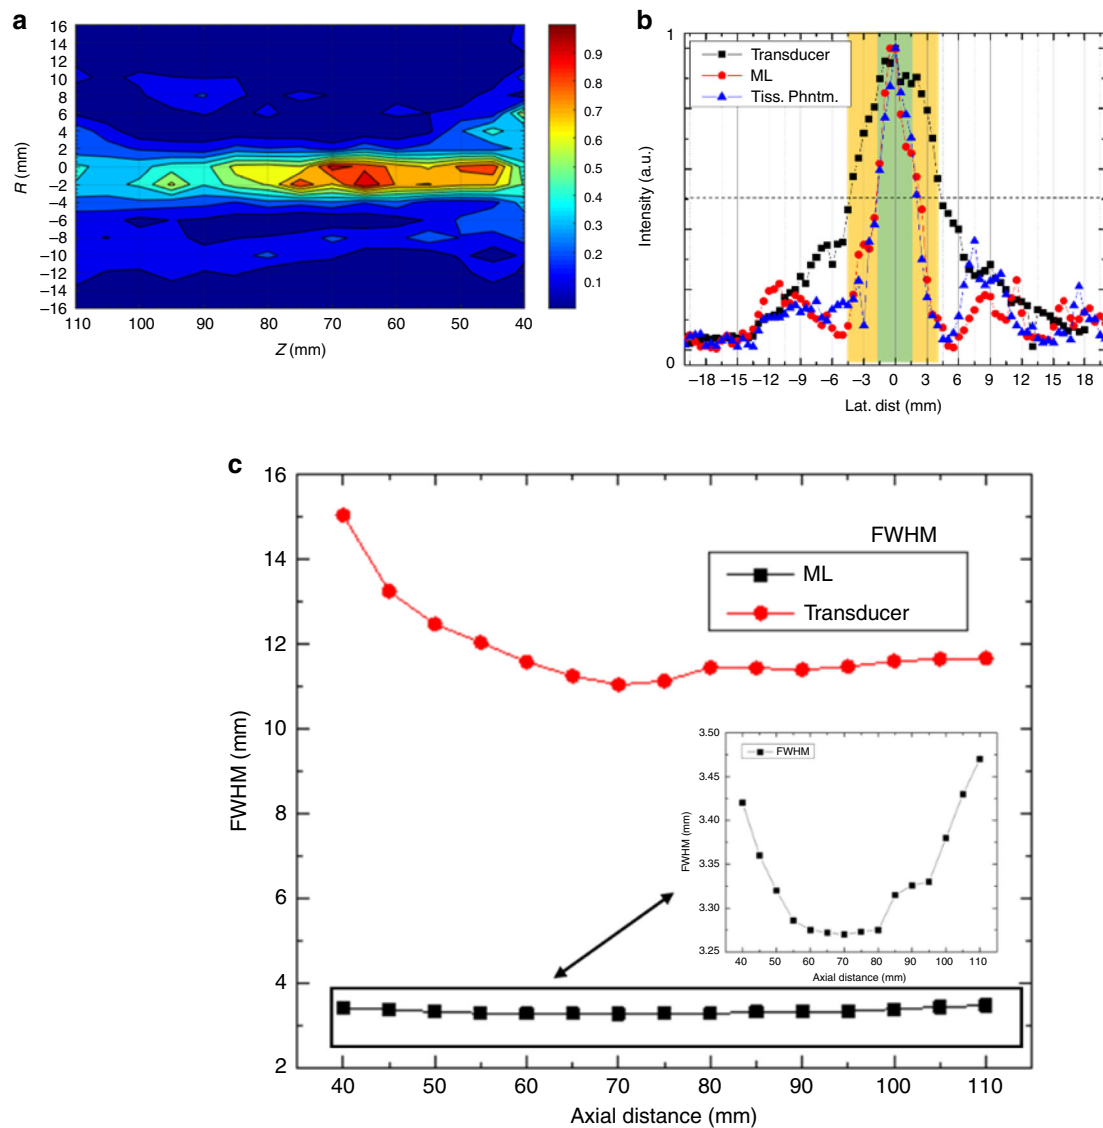 a
16
14
12
10
8
6
4
2
0
−2
−4
−6
−8
−10
−12
−14
−16
R (mm)
110 100 90 80 70 60 50 40
Z (mm)
0.9
0.8
0.7
0.6
0.5
0.4
0.3
0.2
0.1
b
1
0
Intensity (a.u.)
Transducer
ML
Tiss. Phntm.
−18 −15 −12 −9 −6 −3 0 3 6 9 12 15 18
Lat. dist (mm)
c
16
14
12
10
8
6
4
2
FWHM (mm)
FWHM
ML
Transducer
3.50
3.45
3.40
3.35
3.30
3.25
FWHM (mm)
FWHM
40 50 60 70 80 90 100 110
Axial distance (mm)
40 50 60 70 80 90 100 110
Axial distance (mm)